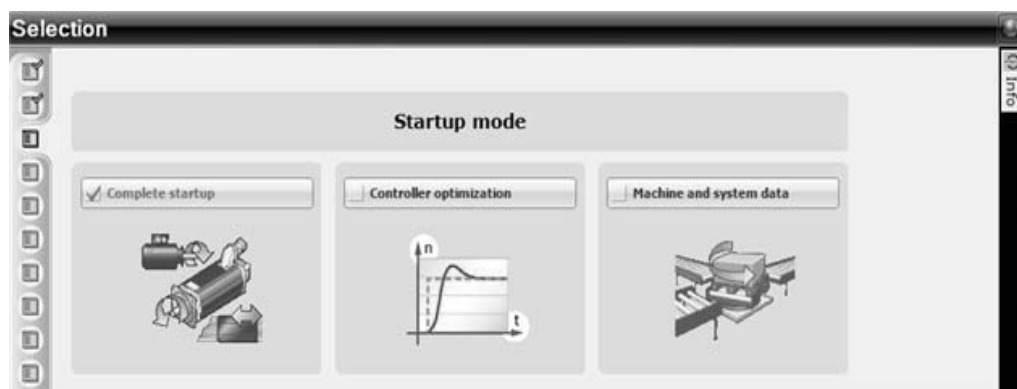 Selection
Info
Startup mode
Complete startup
Controller optimization
Machine and system data
n
t